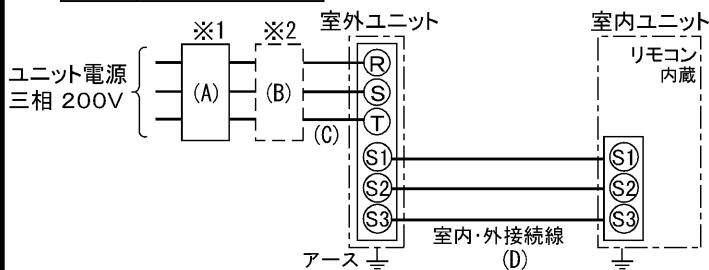 ※1
※2
室外ユニット
室内ユニット
ユニット電源
三相 200V
(A)
(B)
(C)
R
S
T
リモコン
内蔵
S1
S2
S3
S1
S2
S3
室内・外接続線
(D)
アース